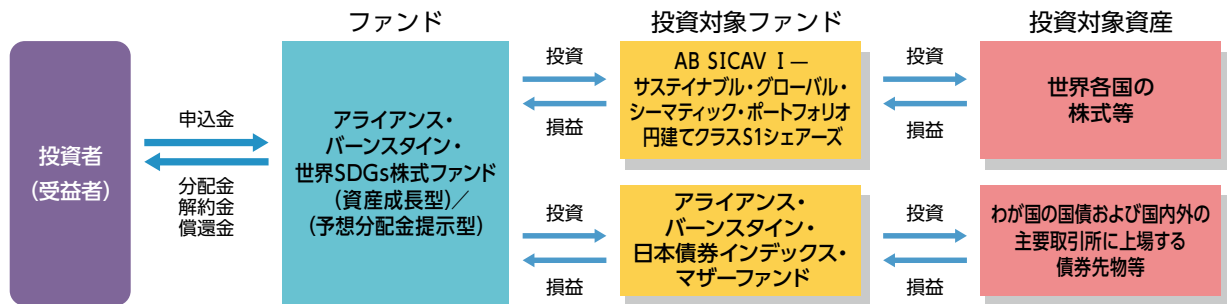 ファンド
投資対象ファンド
投資対象資産
投資者
(受益者)
申込金
分配金
解約金
償還金
アライアンス・
バーンスタイン・
世界SDGs株式ファンド
(資産成長型)／
(予想分配金提示型)
投資
損益
AB SICAV Ⅰ―
サステイナブル・グローバル・
シーマティック・ポートフォリオ
円建てクラスS1シェアーズ
投資
損益
世界各国の
株式等
投資
損益
アライアンス・
バーンスタイン・
日本債券インデックス・
マザーファンド
投資
損益
わが国の国債および国内外の
主要取引所に上場する
債券先物等